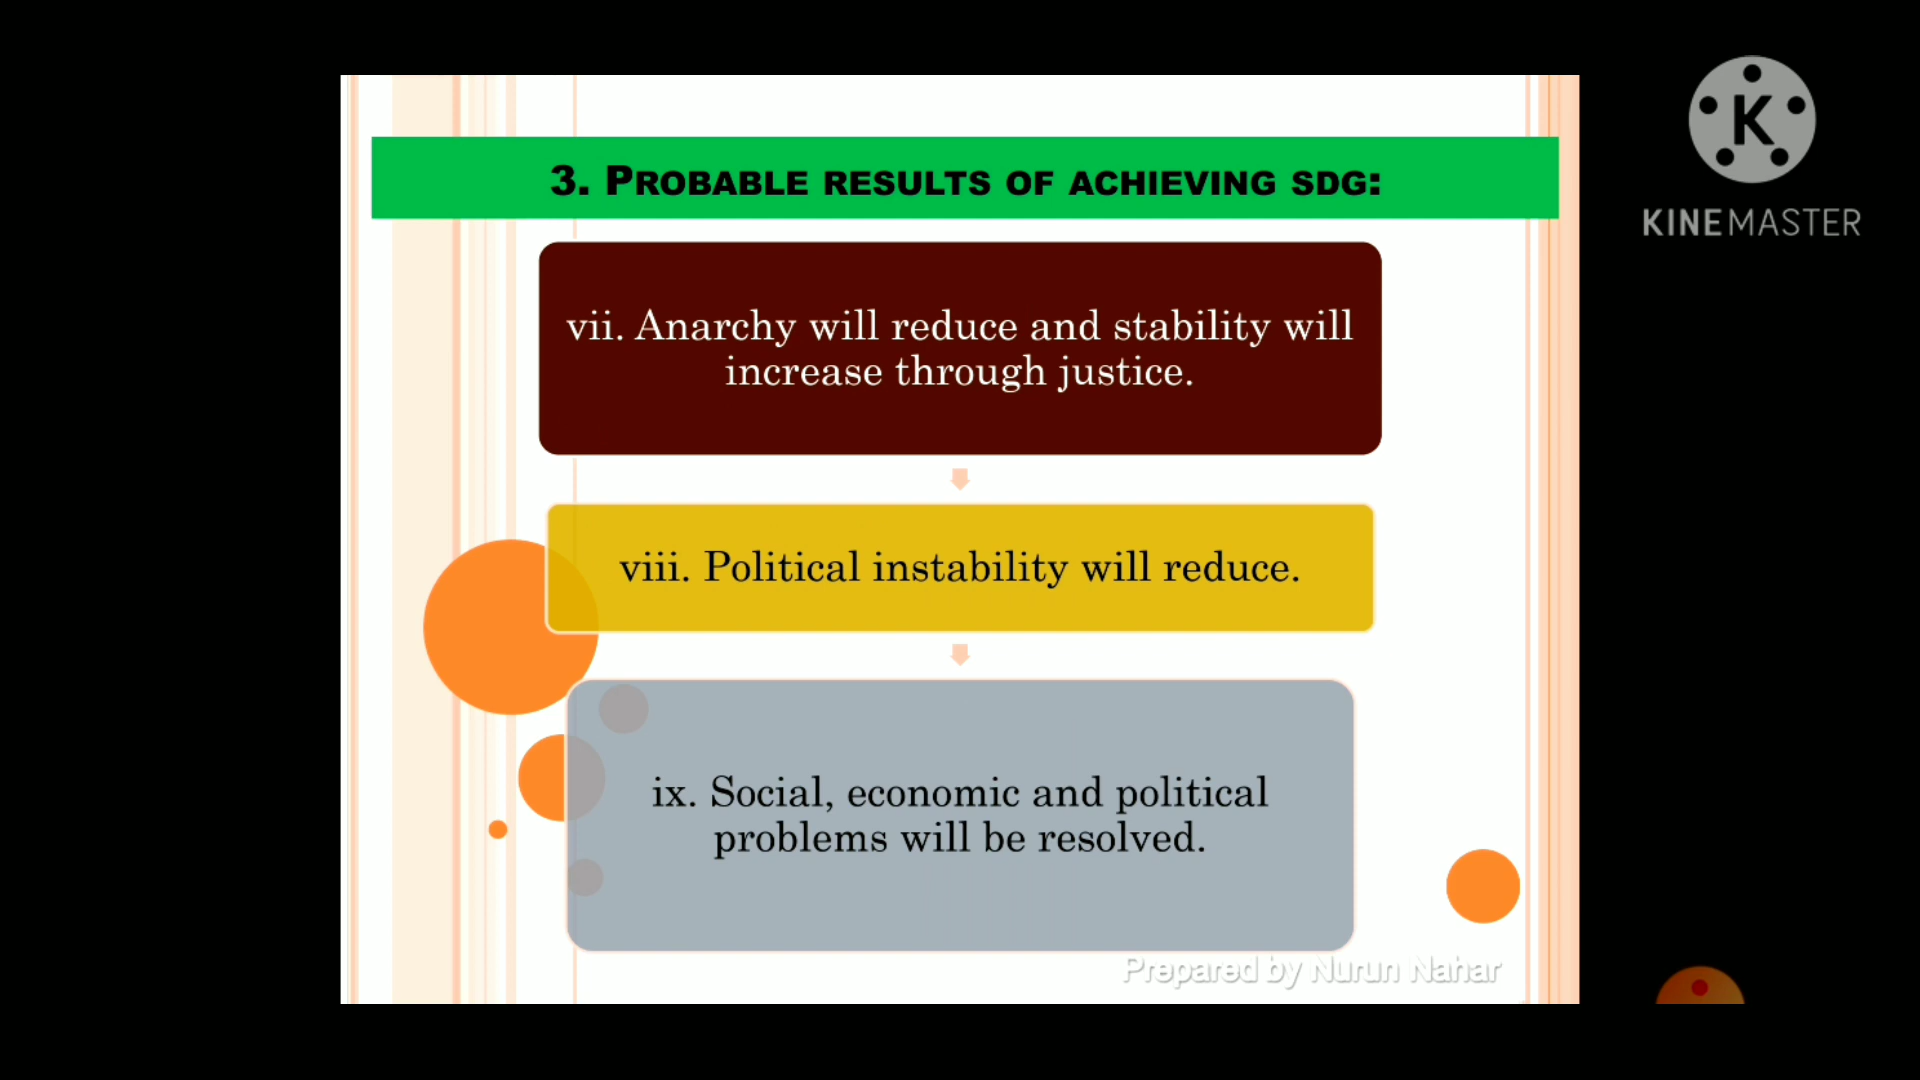 3. PROBABLE RESULTS OF ACHIEVING SDG:
K
KINEMASTER
vii. Anarchy will reduce and stability will
increase through justice.
viii. Political instability will reduce.
ix. Social, economic and political
problems will be resolved.
Prepared by Nurun Nahar